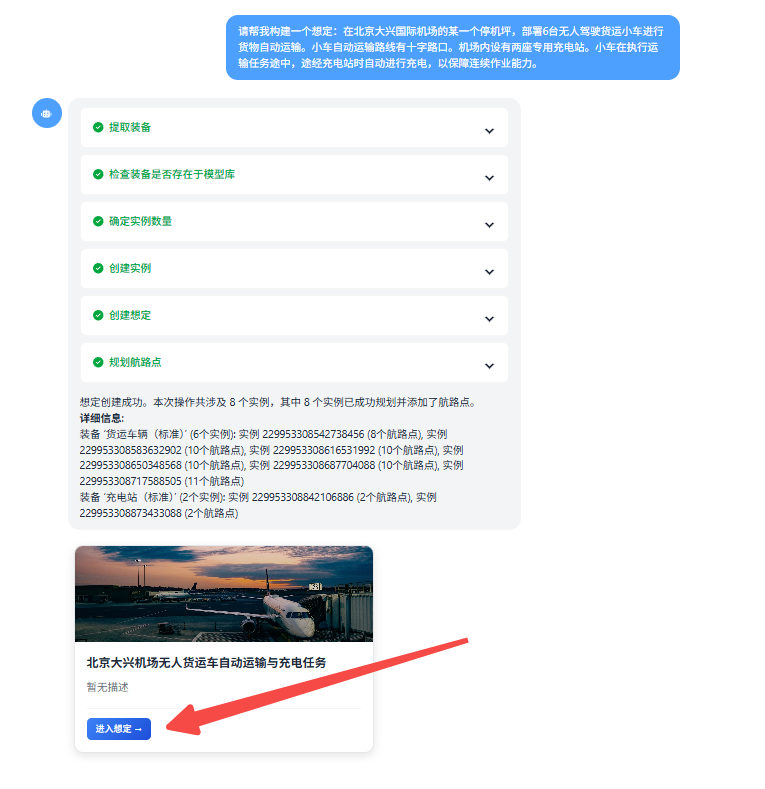 请帮我构建一个想定：在北京大兴国际机场的某一个停机坪，部署6台无人驾驶货运小车进行
货物自动运输。小车自动运输路线有十字路口。机场内设有两座专用充电站。小车在执行运
输任务途中，途经充电站时自动进行充电，以保障连续作业能力。
提取装备
检查装备是否存在于模型库
确定实例数量
创建实例
创建想定
规划航路点
想定创建成功。本次操作共涉及 8 个实例，其中 8 个实例已成功规划并添加了航路点。
详细信息:
装备 '货运车辆（标准）' (6个实例): 实例 229953308542738456 (8个航路点), 实例
229953308583632902 (10个航路点), 实例 229953308616531992 (10个航路点), 实例
229953308650348568 (10个航路点), 实例 229953308687704088 (10个航路点), 实例
229953308717588505 (11个航路点)
装备 '充电站（标准）' (2个实例): 实例 229953308842106886 (2个航路点), 实例
229953308873433088 (2个航路点)
北京大兴机场无人货运车自动运输与充电任务
暂无描述
进入想定 →